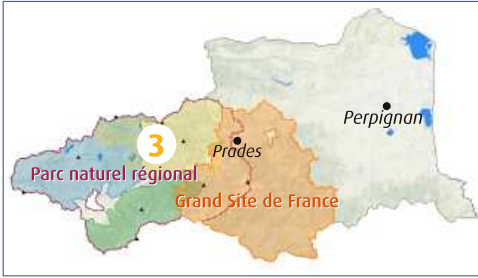 Perpignan
3
Prades
Parc naturel régional
Grand Site de France